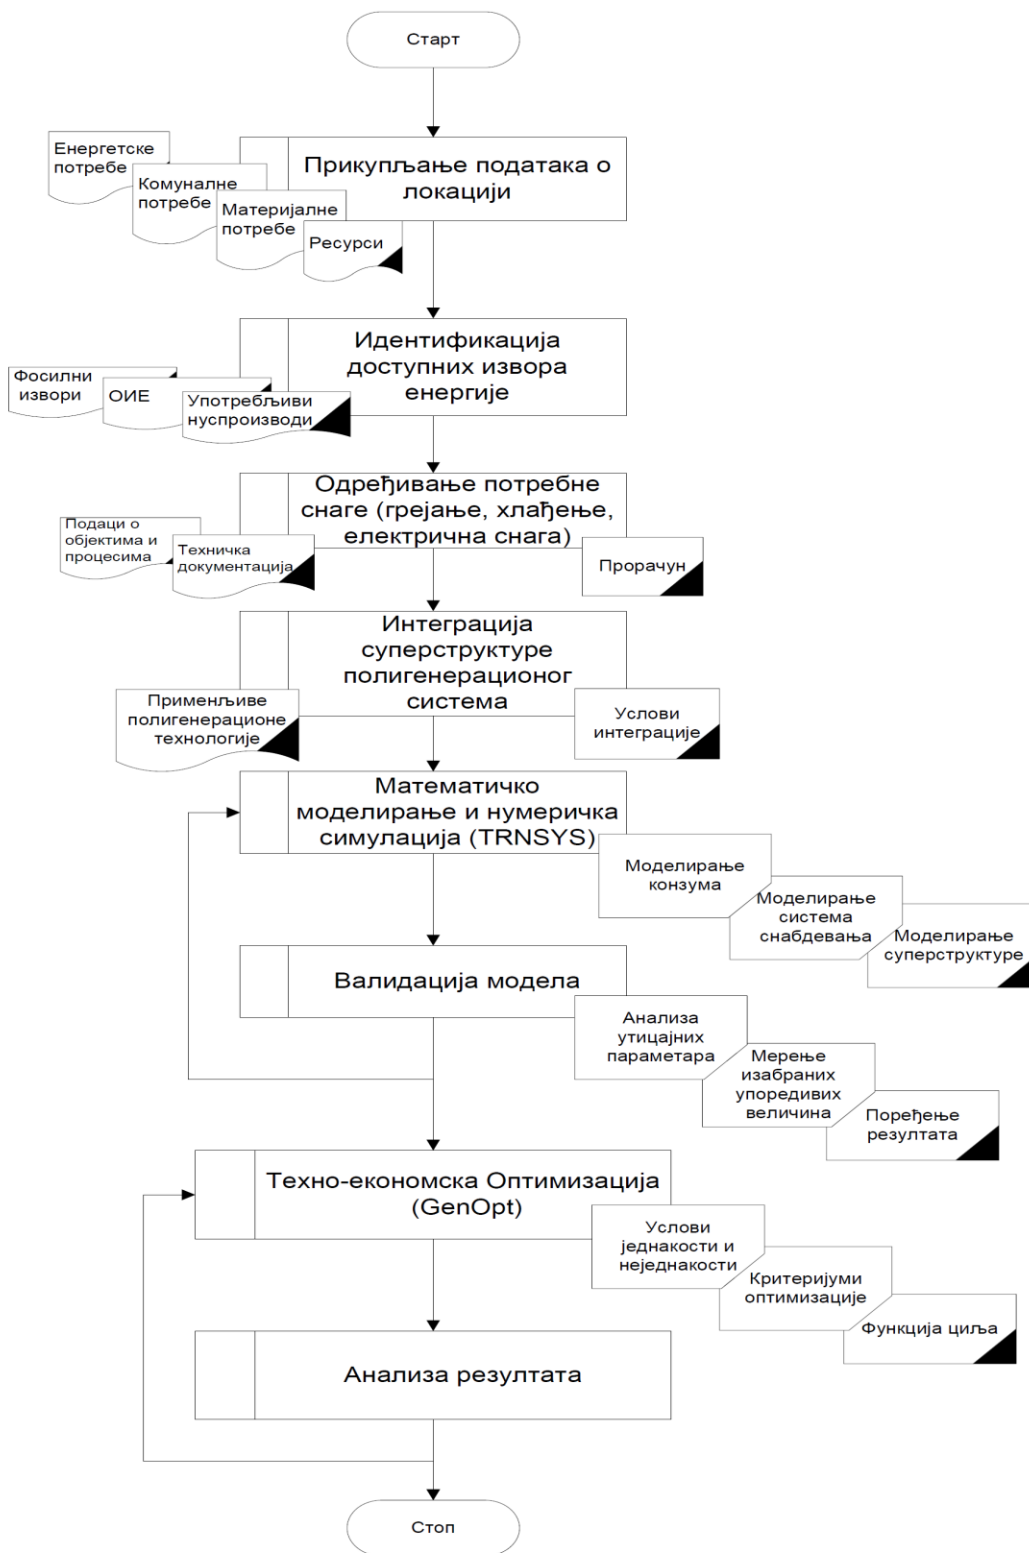 Старт
Енергетске
потребе
Комуналне
потребе
Материјалне
потребе
Ресурси
Прикупљање података о
локацији
Идентификација
доступних извора
енергије
Фосилни
извори
ОИЕ
Употребљиви
нуспроизводи
Одређивање потребне
снаге (грејање, хлађење,
електрична снага)
Подаци о
објектима и
процесима
Техничка
документација
Прорачун
Интеграција
суперструктуре
полигенерационог
система
Применљиве
полигенерационе
технологије
Услови
интеграције
Математичко
моделирање и нумеричка
симулација (TRNSYS)
Моделирање
конзума
Моделирање
система
снабдевања
Моделирање
суперструктуре
Валидација модела
Анализа
утицајних
параметара
Мерење
изабраних
упоредивих
величина
Поређење
резултата
Техно-економска Оптимизација
(GenOpt)
Услови
једнакости и
неједнакости
Критеријуми
оптимизације
Функција циља
Анализа резултата
Стоп